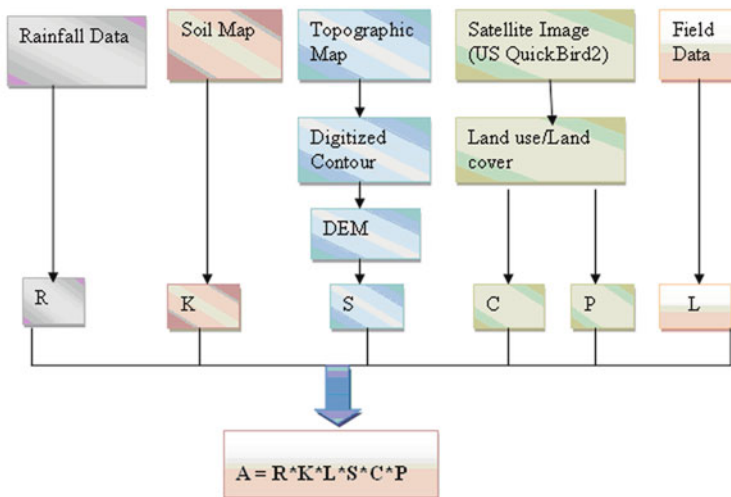 Rainfall Data
Soil Map
Topographic
Map
Satellite Image
(US QuickBird2)
Field
Data
Digitized
Contour
Land use/Land
cover
DEM
R
K
S
C
P
L
A = R*K*L*S*C*P